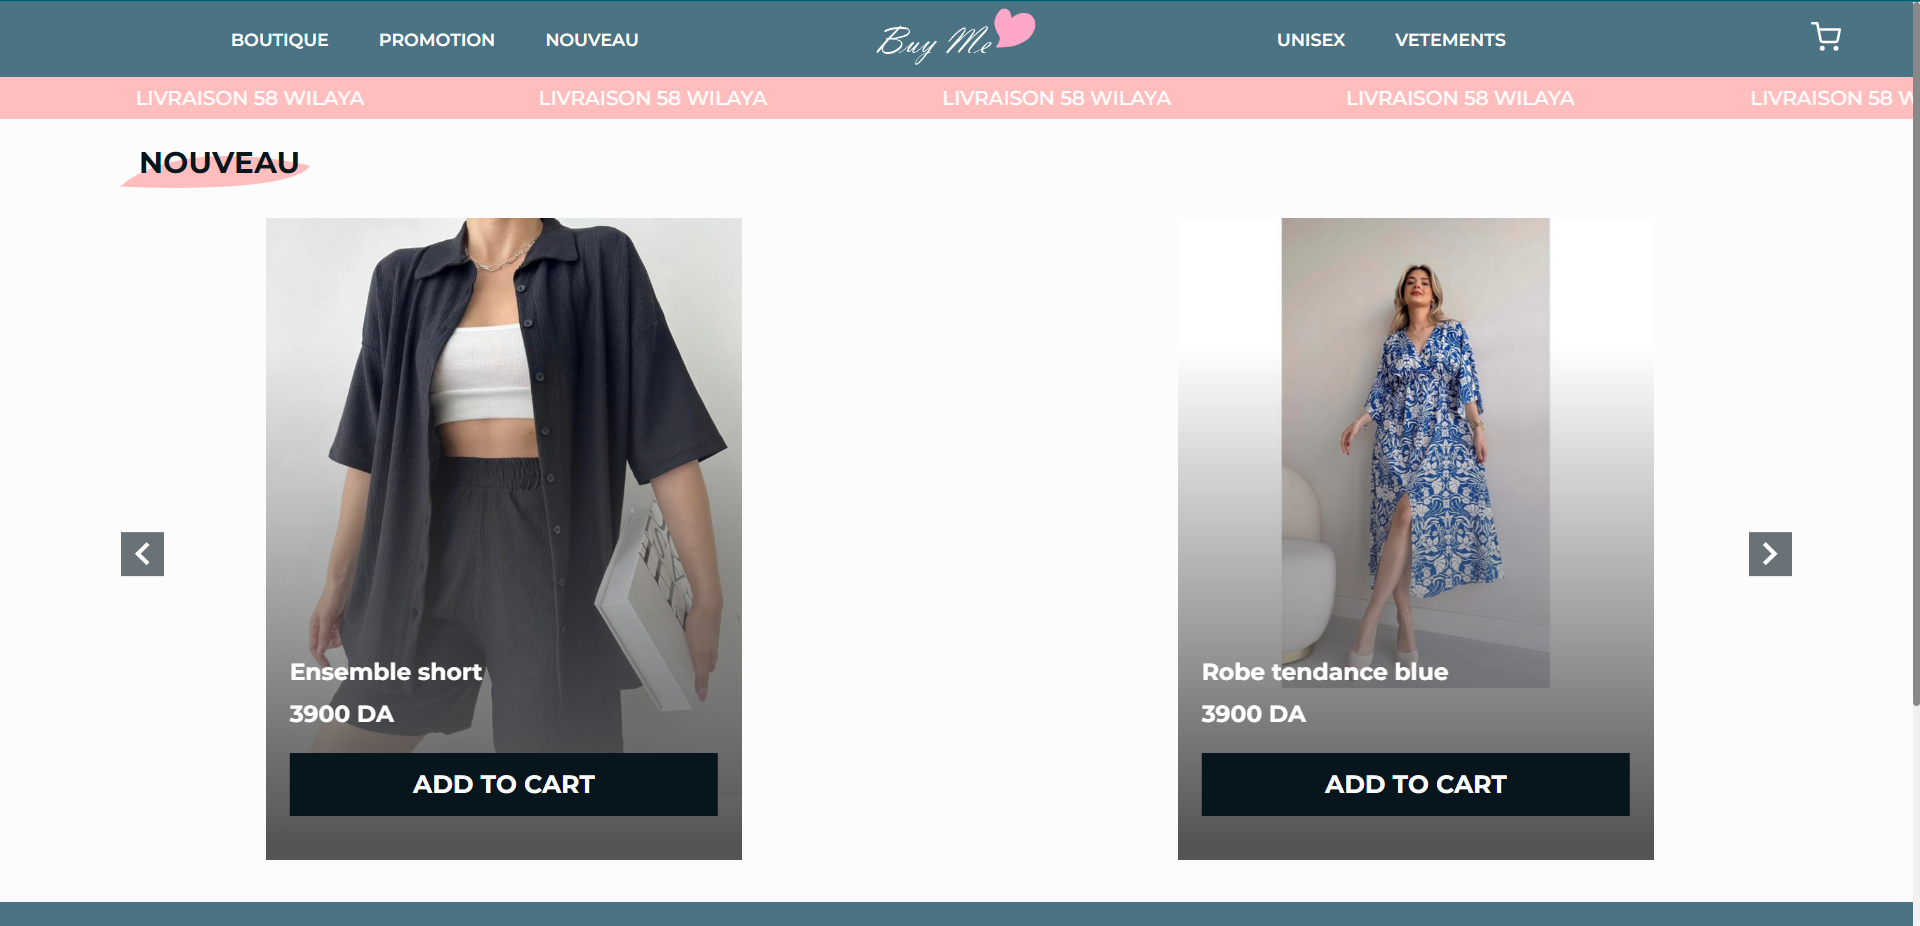 BOUTIQUE PROMOTION NOUVEAU Buy Me UNISEX VETEMENTS
LIVRAISON 58 WILAYA LIVRAISON 58 WILAYA LIVRAISON 58 WILAYA LIVRAISON 58 WILAYA LIVRAISON 58 W
NOUVEAU
Ensemble short
3900 DA
ADD TO CART
Robe tendance blue
3900 DA
ADD TO CART